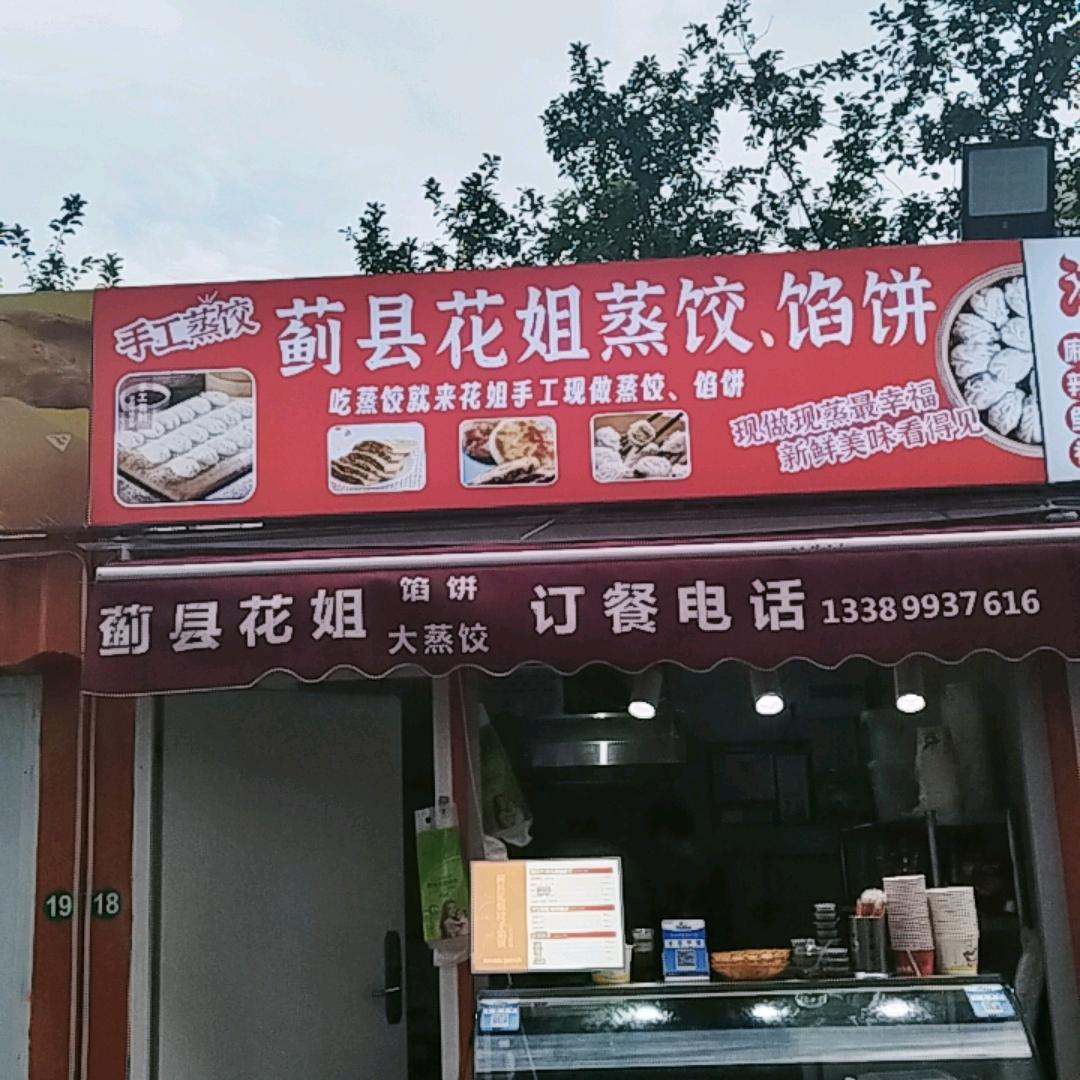 手工蒸饺
蓟县花姐蒸饺、馅饼
吃蒸饺就来花姐手工现做蒸饺、馅饼
现做现蒸最幸福
新鲜美味看得见
蓟县花姐
馅饼
大蒸饺
订餐电话 13389937616
19
18